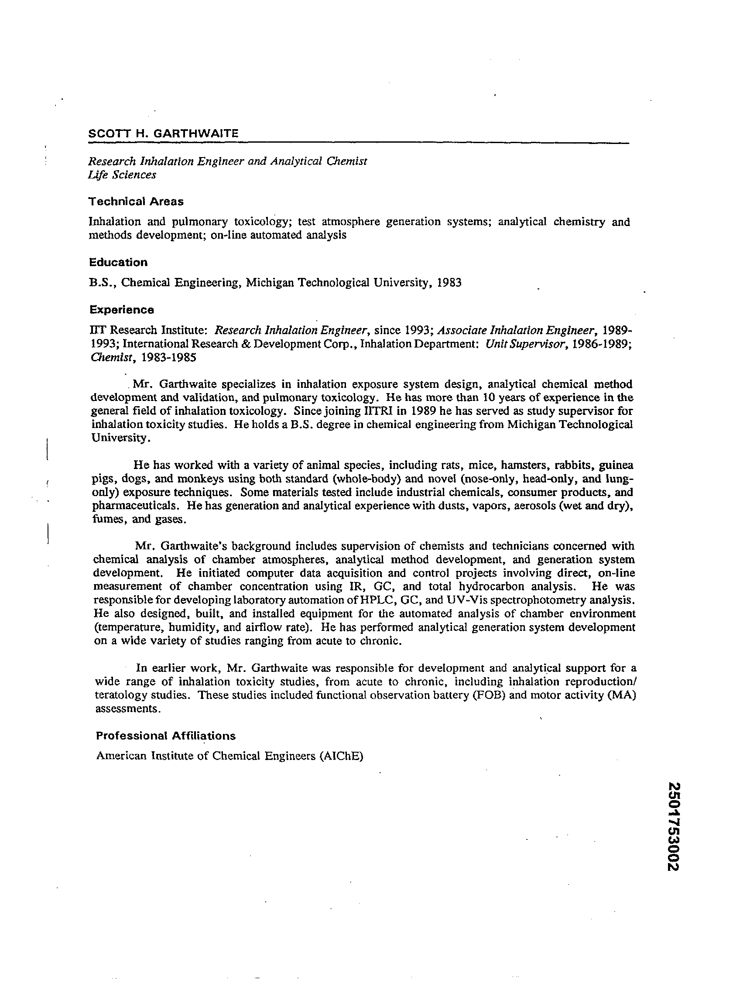 SCOTT H. GARTHWAITE
Research Inhalation Engineer and Analytical Chemist
Life Sciences
Technical Areas
Inhalation and pulmonary toxicology; test atmosphere generation systems; analytical chemistry and
methods development; on-line automated analysis
Education
B.S., Chemical Engineering, Michigan Technological University, 1983
Experience
IIT Research Institute: Research Inhalation Engineer, since 1993; Associate Inhalation Engineer, 1989-
1993; International Research & Development Corp., Inhalation Department: Unit Supervisor, 1986-1989;
Chemist, 1983-1985
Mr. Garthwaite specializes in inhalation exposure system design, analytical chemical method
development and validation, and pulmonary toxicology. He has more than 10 years of experience in the
general field of inhalation toxicology. Since joining IITRI in 1989 he has served as study supervisor for
inhalation toxicity studies. He holds a B.S. degree in chemical engineering from Michigan Technological
University.
He has worked with a variety of animal species, including rats, mice, hamsters, rabbits, guinea
pigs, dogs, and monkeys using both standard (whole-body) and novel (nose-only, head-only, and lung-
only) exposure techniques. Some materials tested include industrial chemicals, consumer products, and
pharmaceuticals. He has generation and analytical experience with dusts, vapors, aerosols (wet and dry),
fumes, and gases.
Mr. Garthwaite's background includes supervision of chemists and technicians concerned with
chemical analysis of chamber atmospheres, analytical method development, and generation system
development. He initiated computer data acquisition and control projects involving direct, on-line
measurement of chamber concentration using IR, GC, and total hydrocarbon analysis. He was
responsible for developing laboratory automation of HPLC, GC, and UV-Vis spectrophotometry analysis.
He also designed, built, and installed equipment for the automated analysis of chamber environment
(temperature, humidity, and airflow rate). He has performed analytical generation system development
on a wide variety of studies ranging from acute to chronic.
In earlier work, Mr. Garthwaite was responsible for development and analytical support for a
wide range of inhalation toxicity studies, from acute to chronic, including inhalation reproduction/
teratology studies. These studies included functional observation battery (FOB) and motor activity (MA)
assessments.
Professional Affiliations
American Institute of Chemical Engineers (AIChE)
2501753002